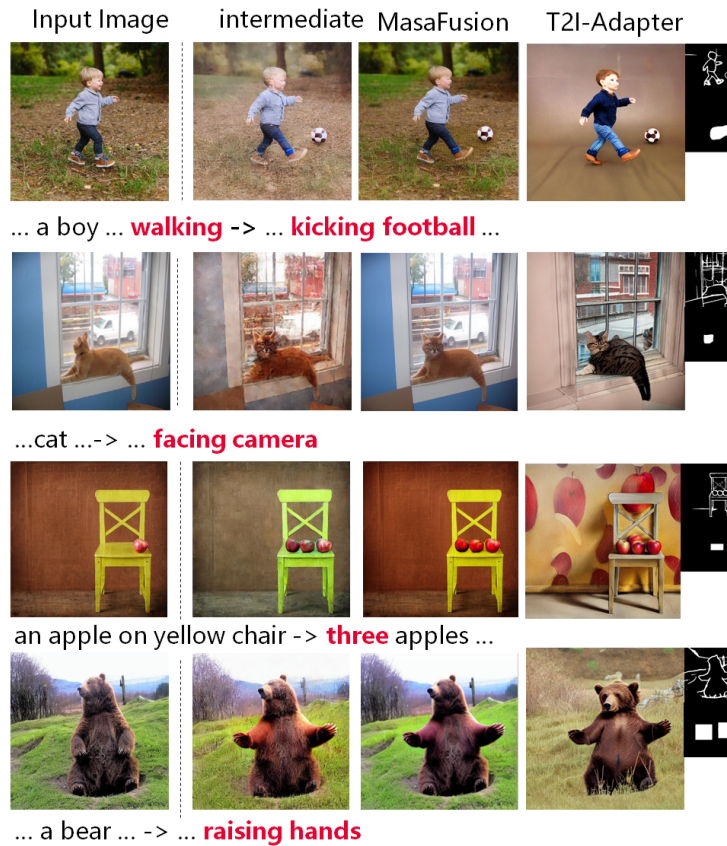 Input Image intermediate MasaFusion T2I-Adapter
... a boy ... walking -> ... kicking football ...
...cat ...-> ... facing camera
an apple on yellow chair -> three apples ...
... a bear ... -> ... raising hands